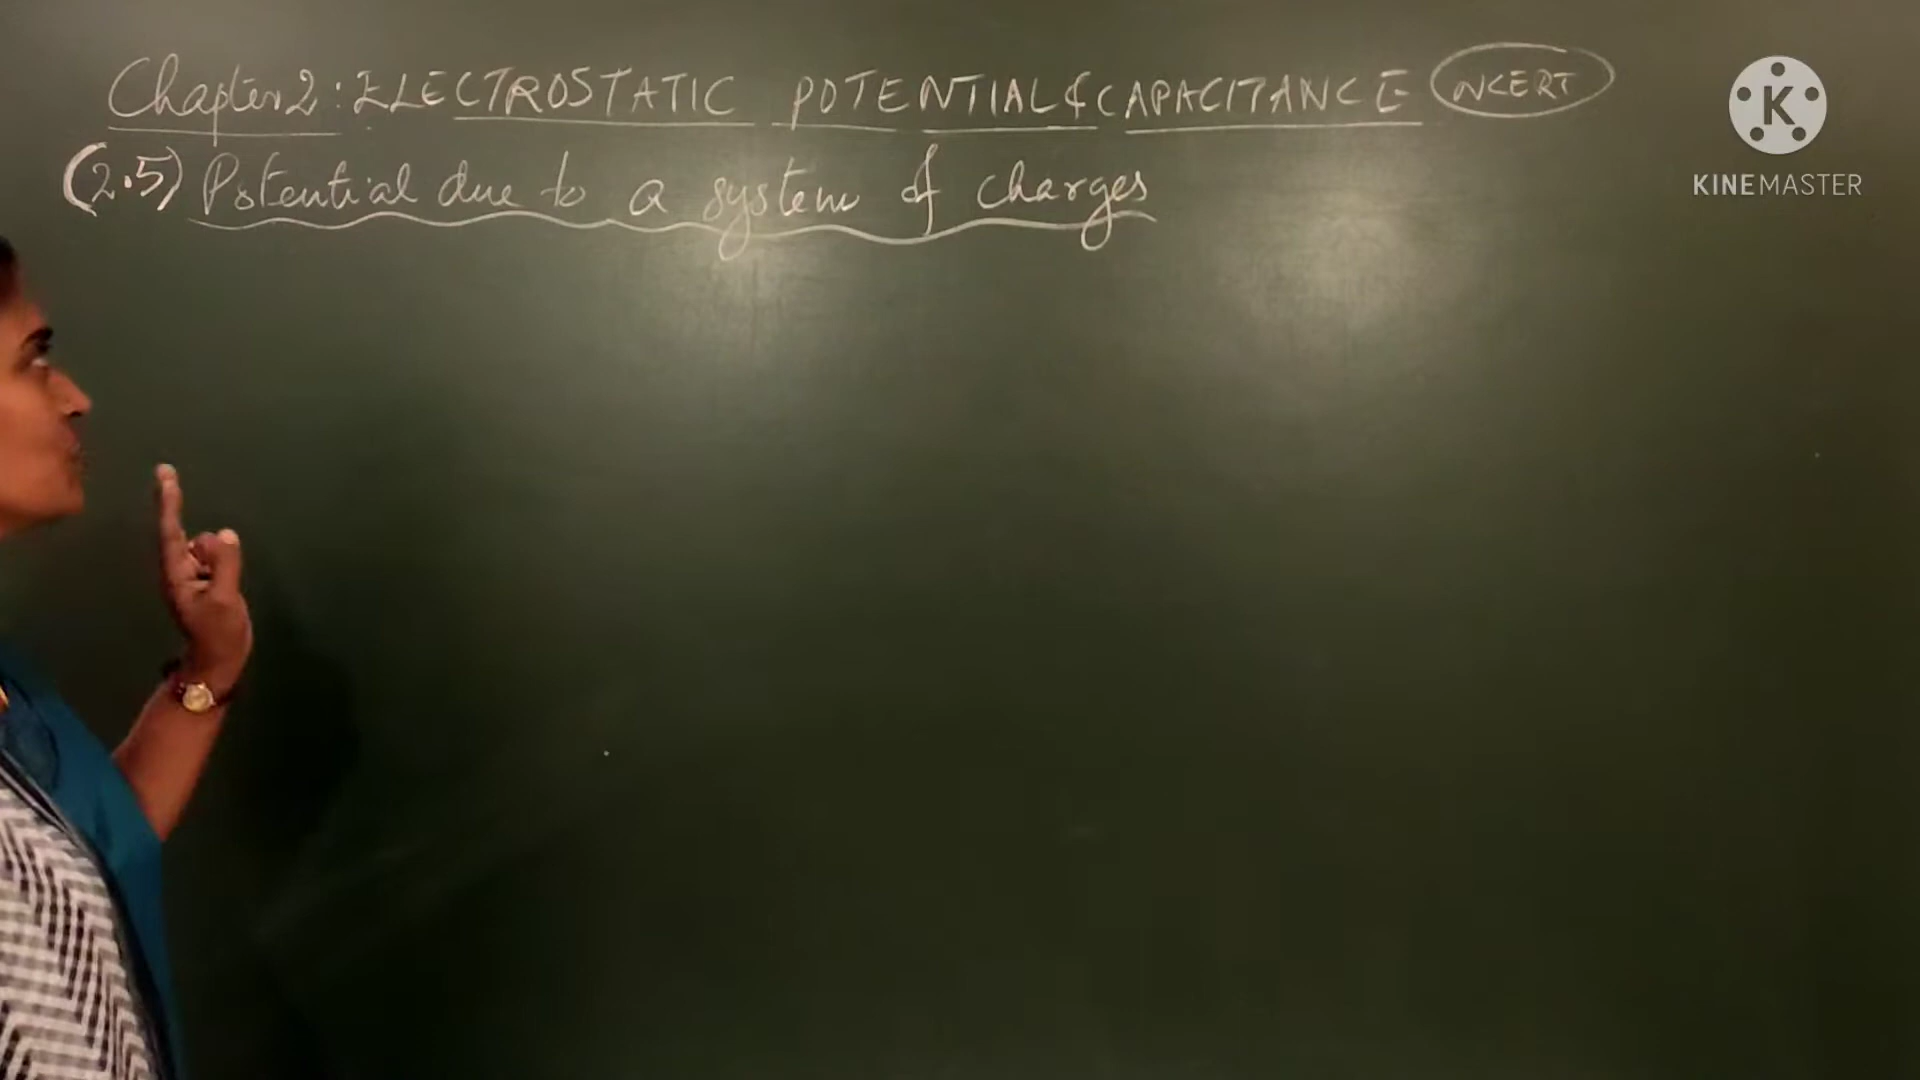 Chapter 2 : ELECTROSTATIC POTENTIAL & CAPACITANCE NCERT
(2.5) Potential due to a system of charges
K
KINEMASTER